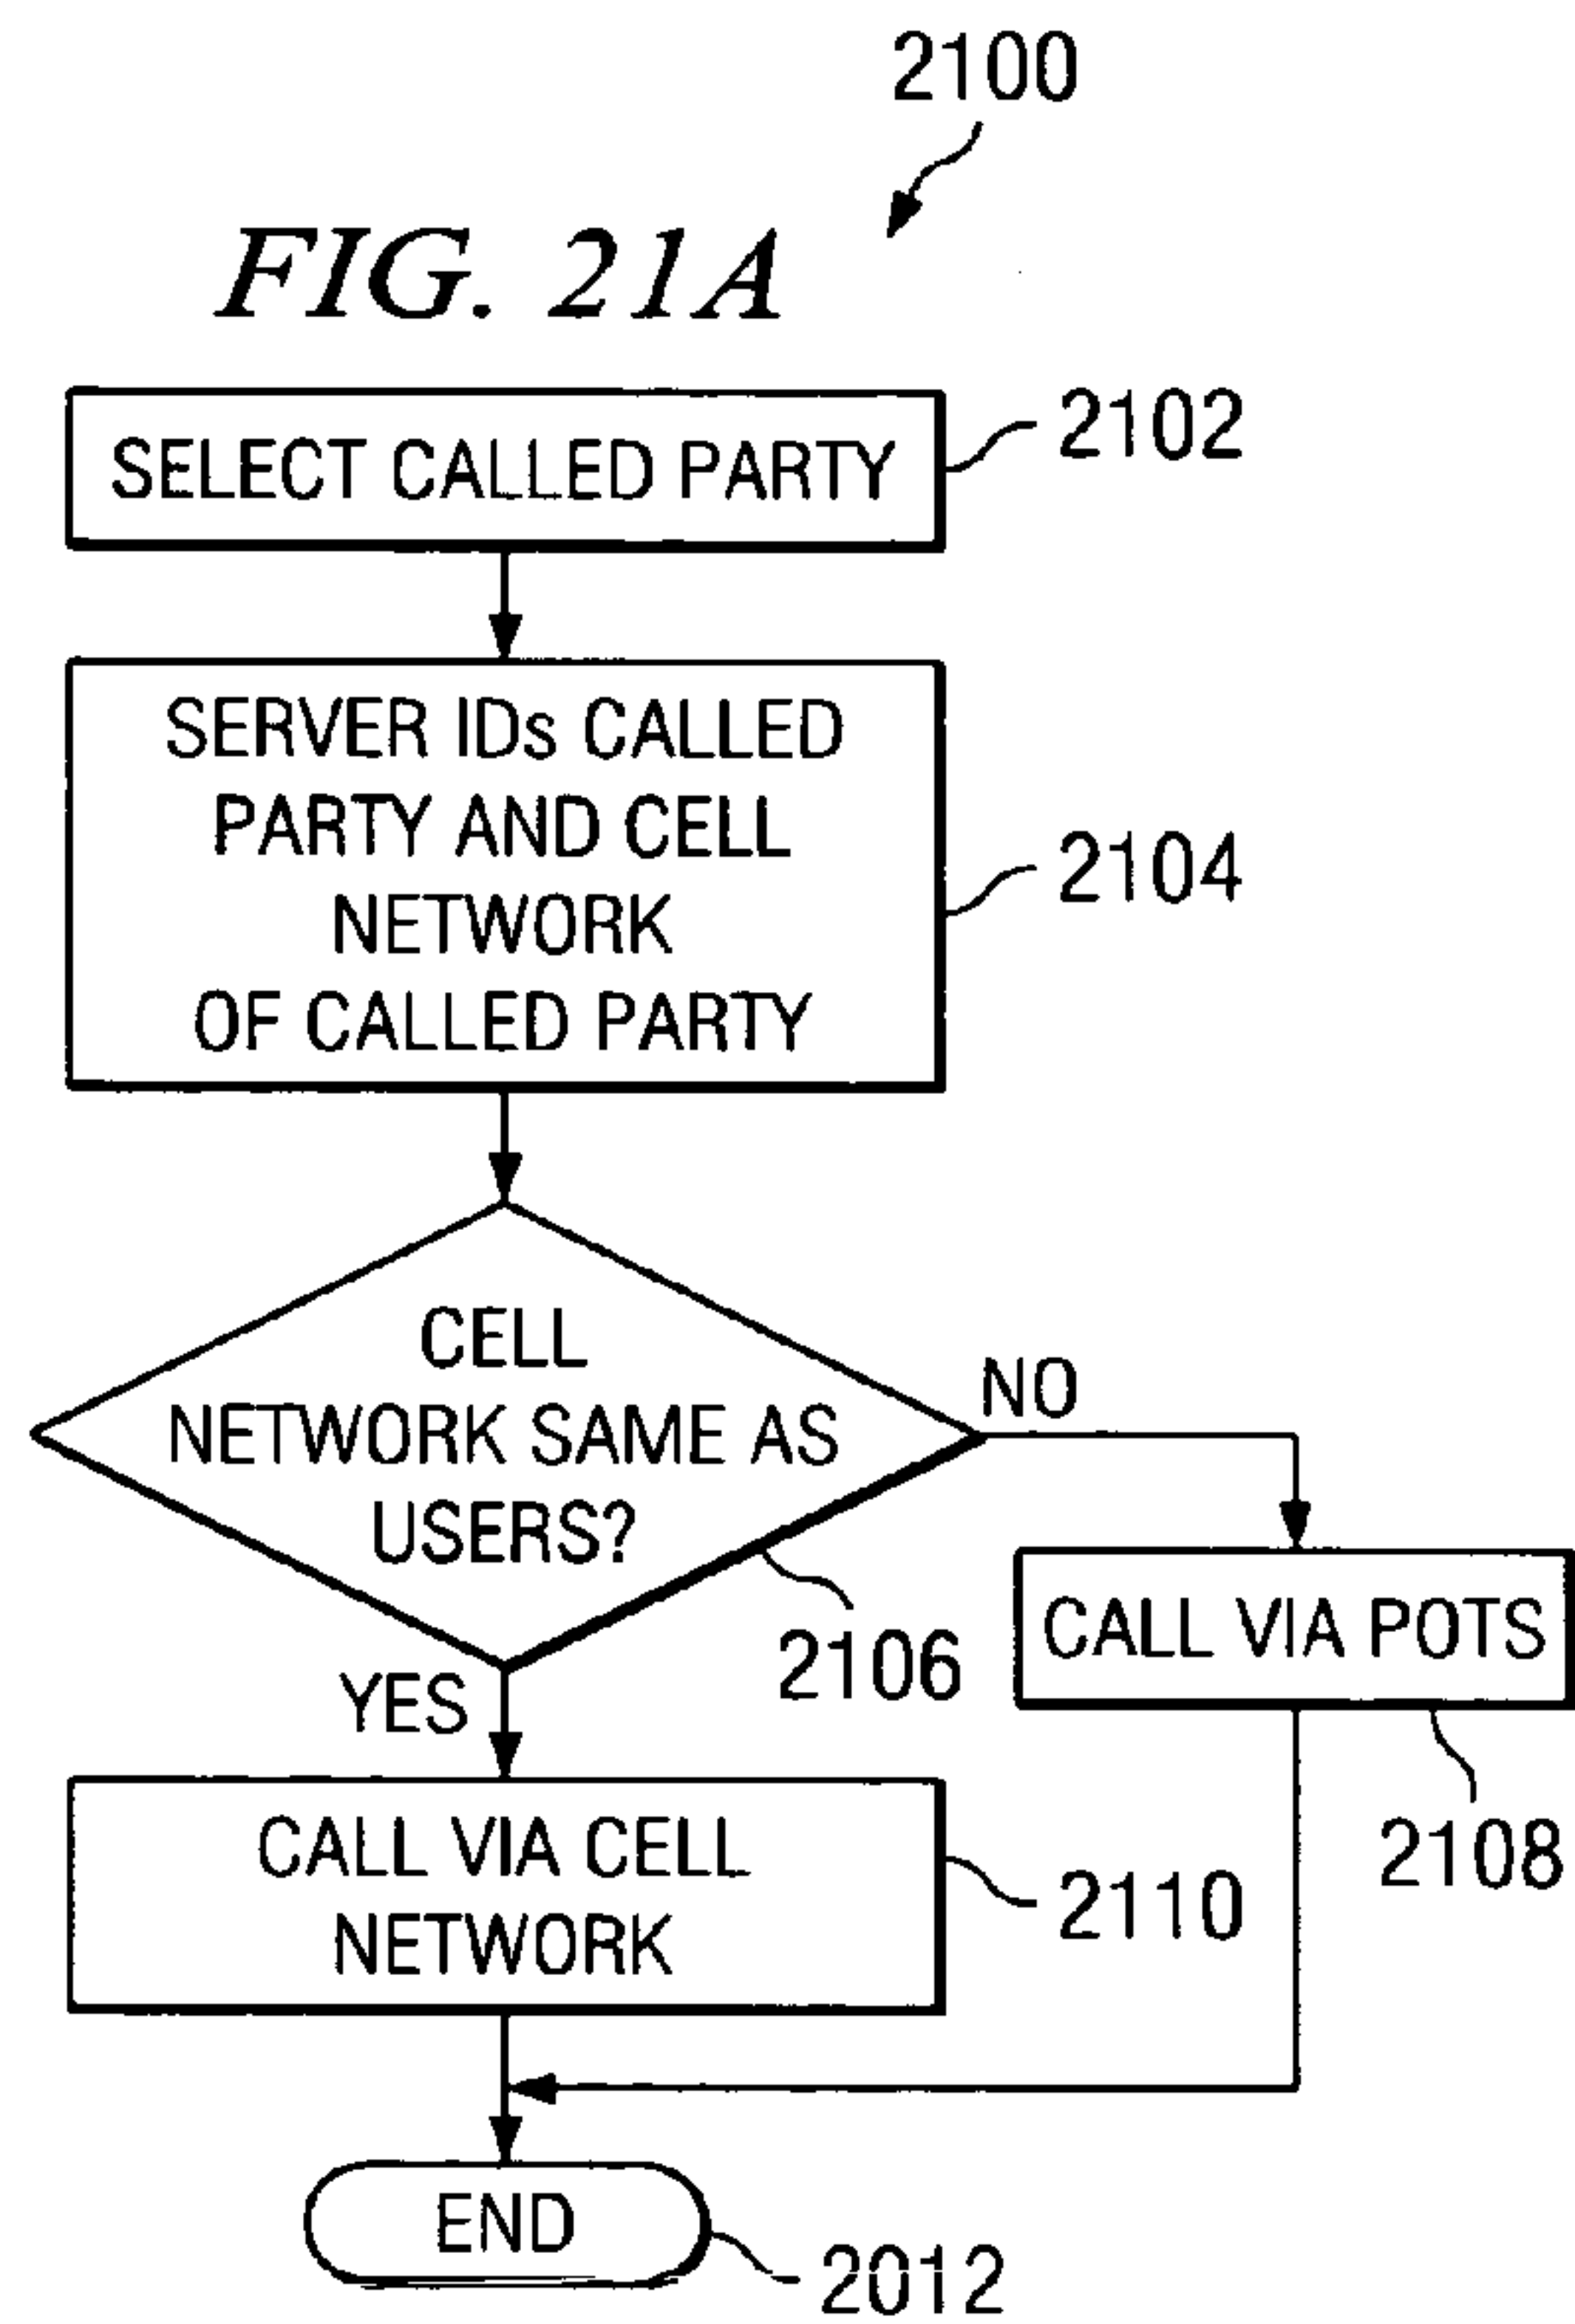 2100
FIG. 21A
SELECT CALLED PARTY
2102
SERVER IDs CALLED
PARTY AND CELL
NETWORK
OF CALLED PARTY
2104
CELL
NETWORK SAME AS
USERS?
NO
2106
CALL VIA POTS
YES
2108
CALL VIA CELL
NETWORK
2110
END
2012